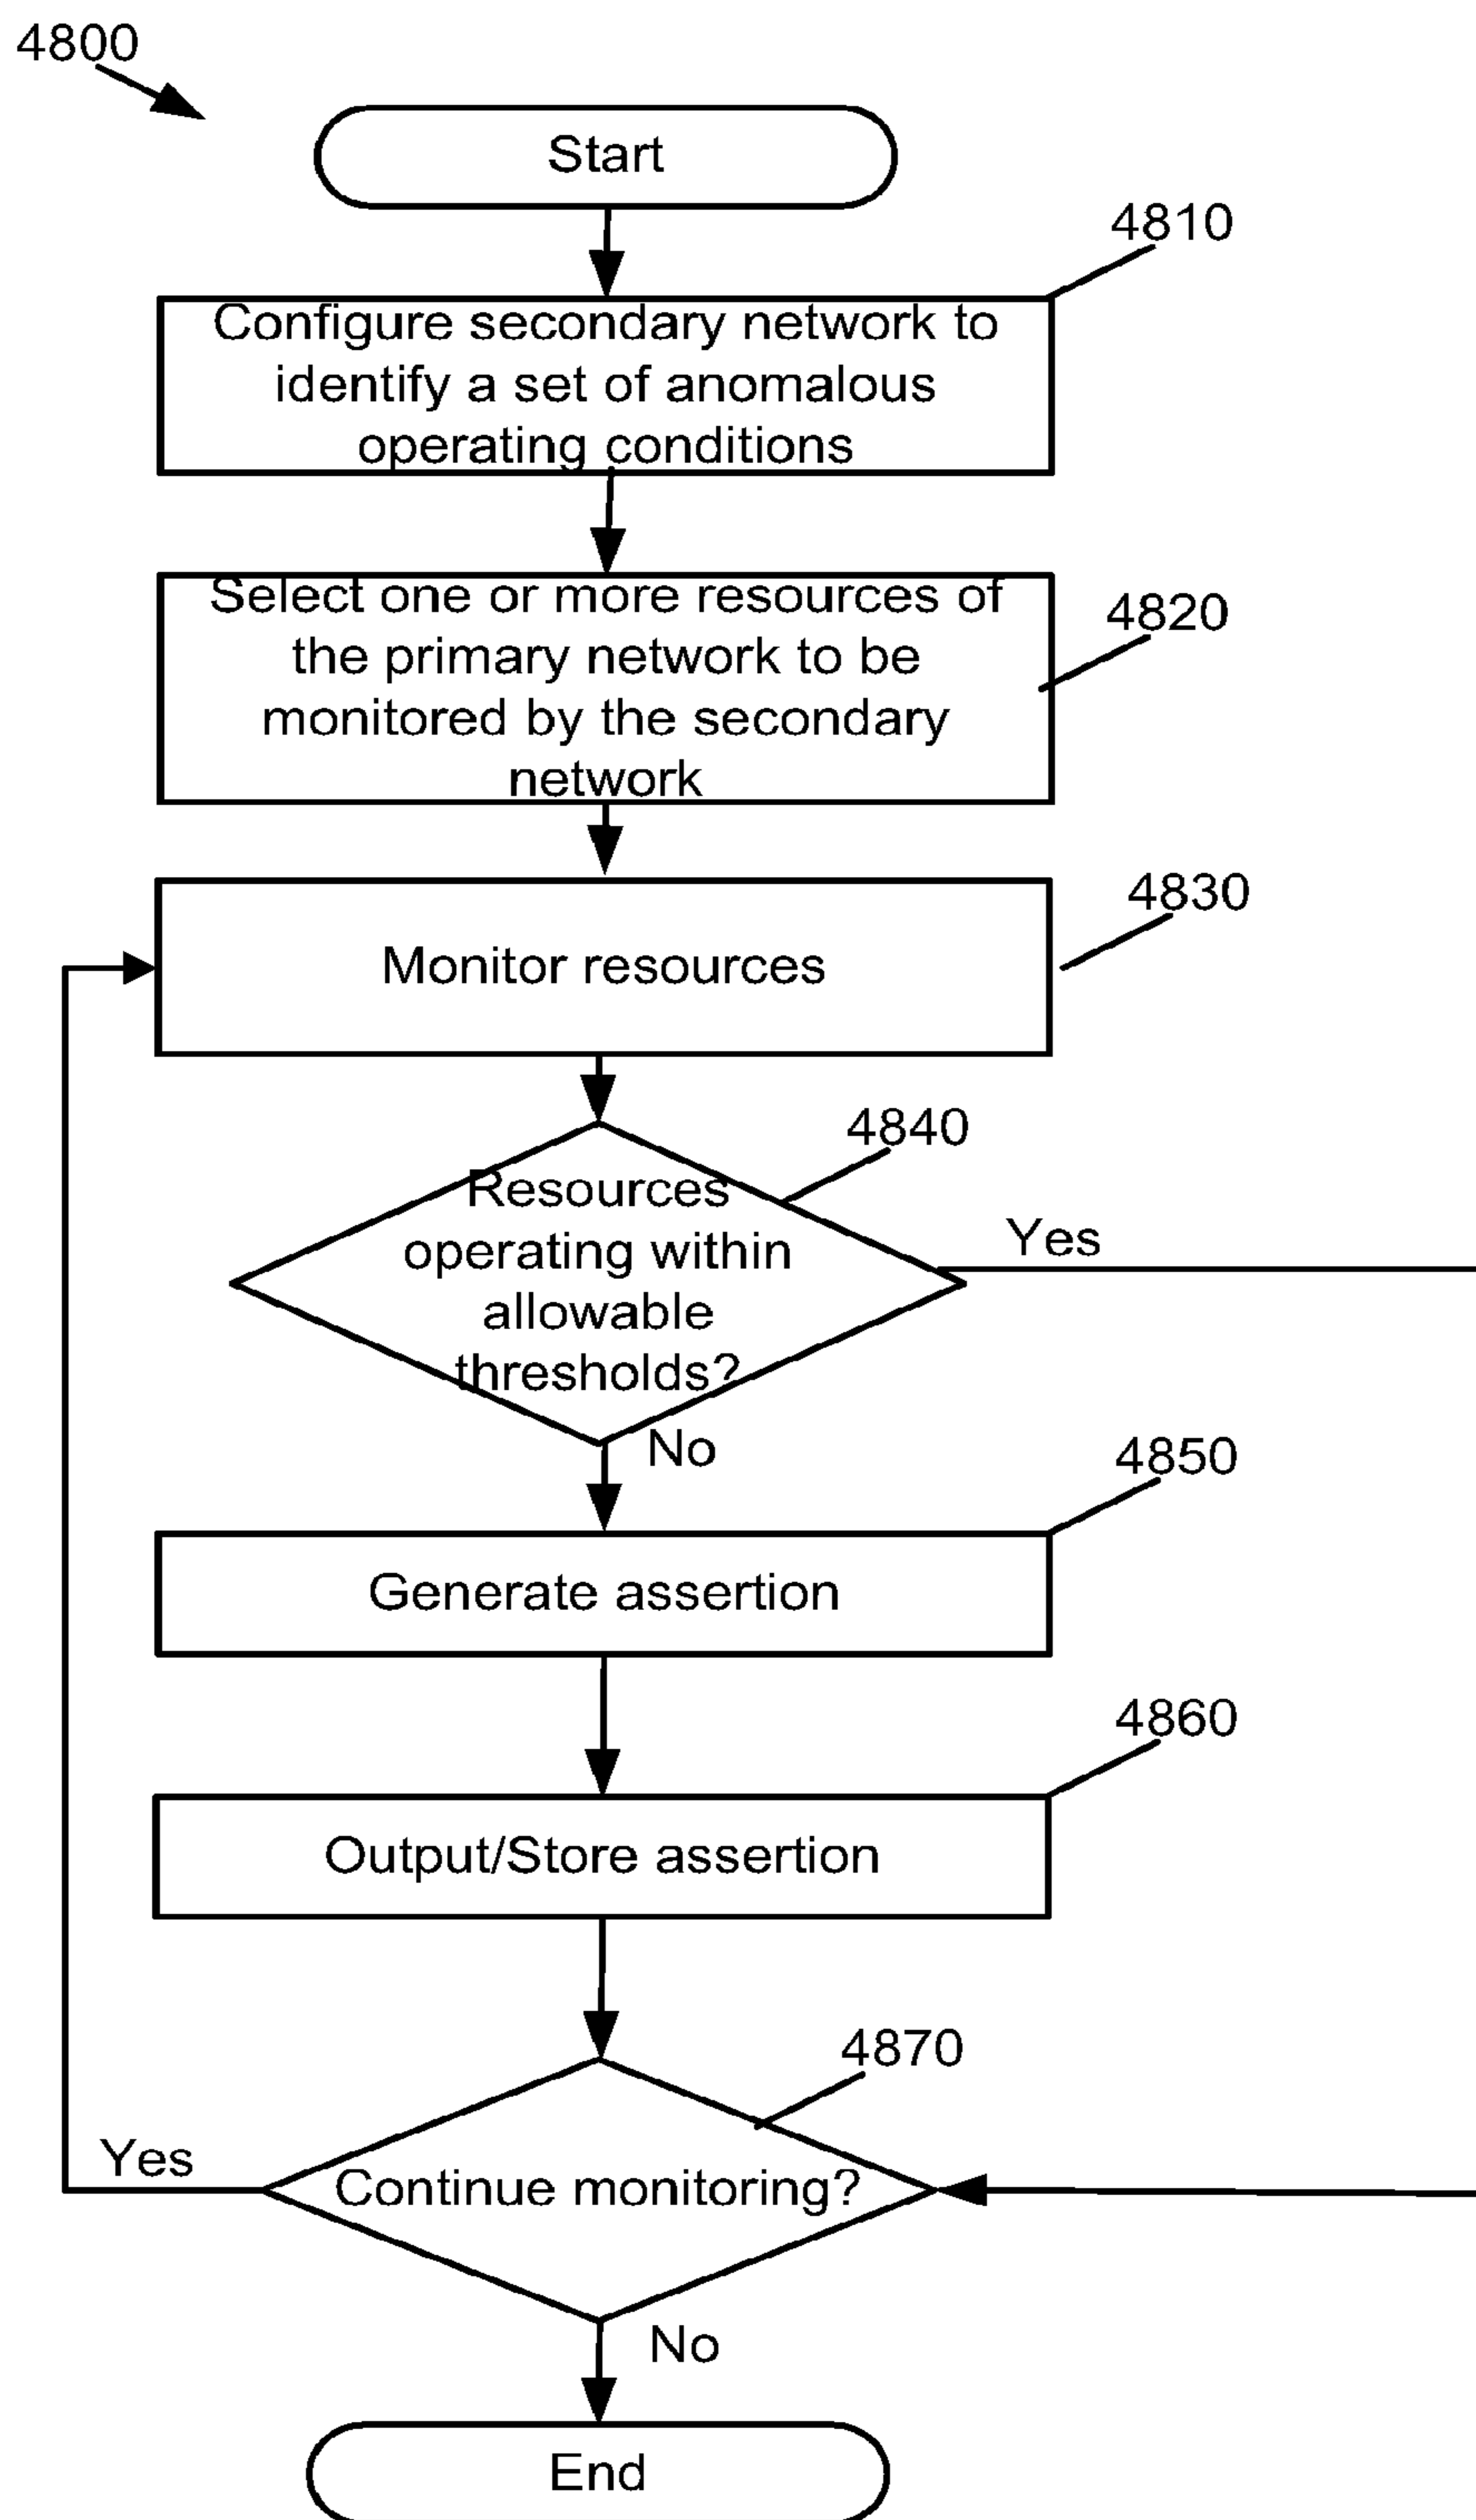 4800
Start
4810
Configure secondary network to
identify a set of anomalous
operating conditions
Select one or more resources of
the primary network to be
monitored by the secondary
network
4820
4830
Monitor resources
4840
Resources
operating within
allowable
thresholds?
Yes
No
4850
Generate assertion
4860
Output/Store assertion
4870
Continue monitoring?
Yes
No
End